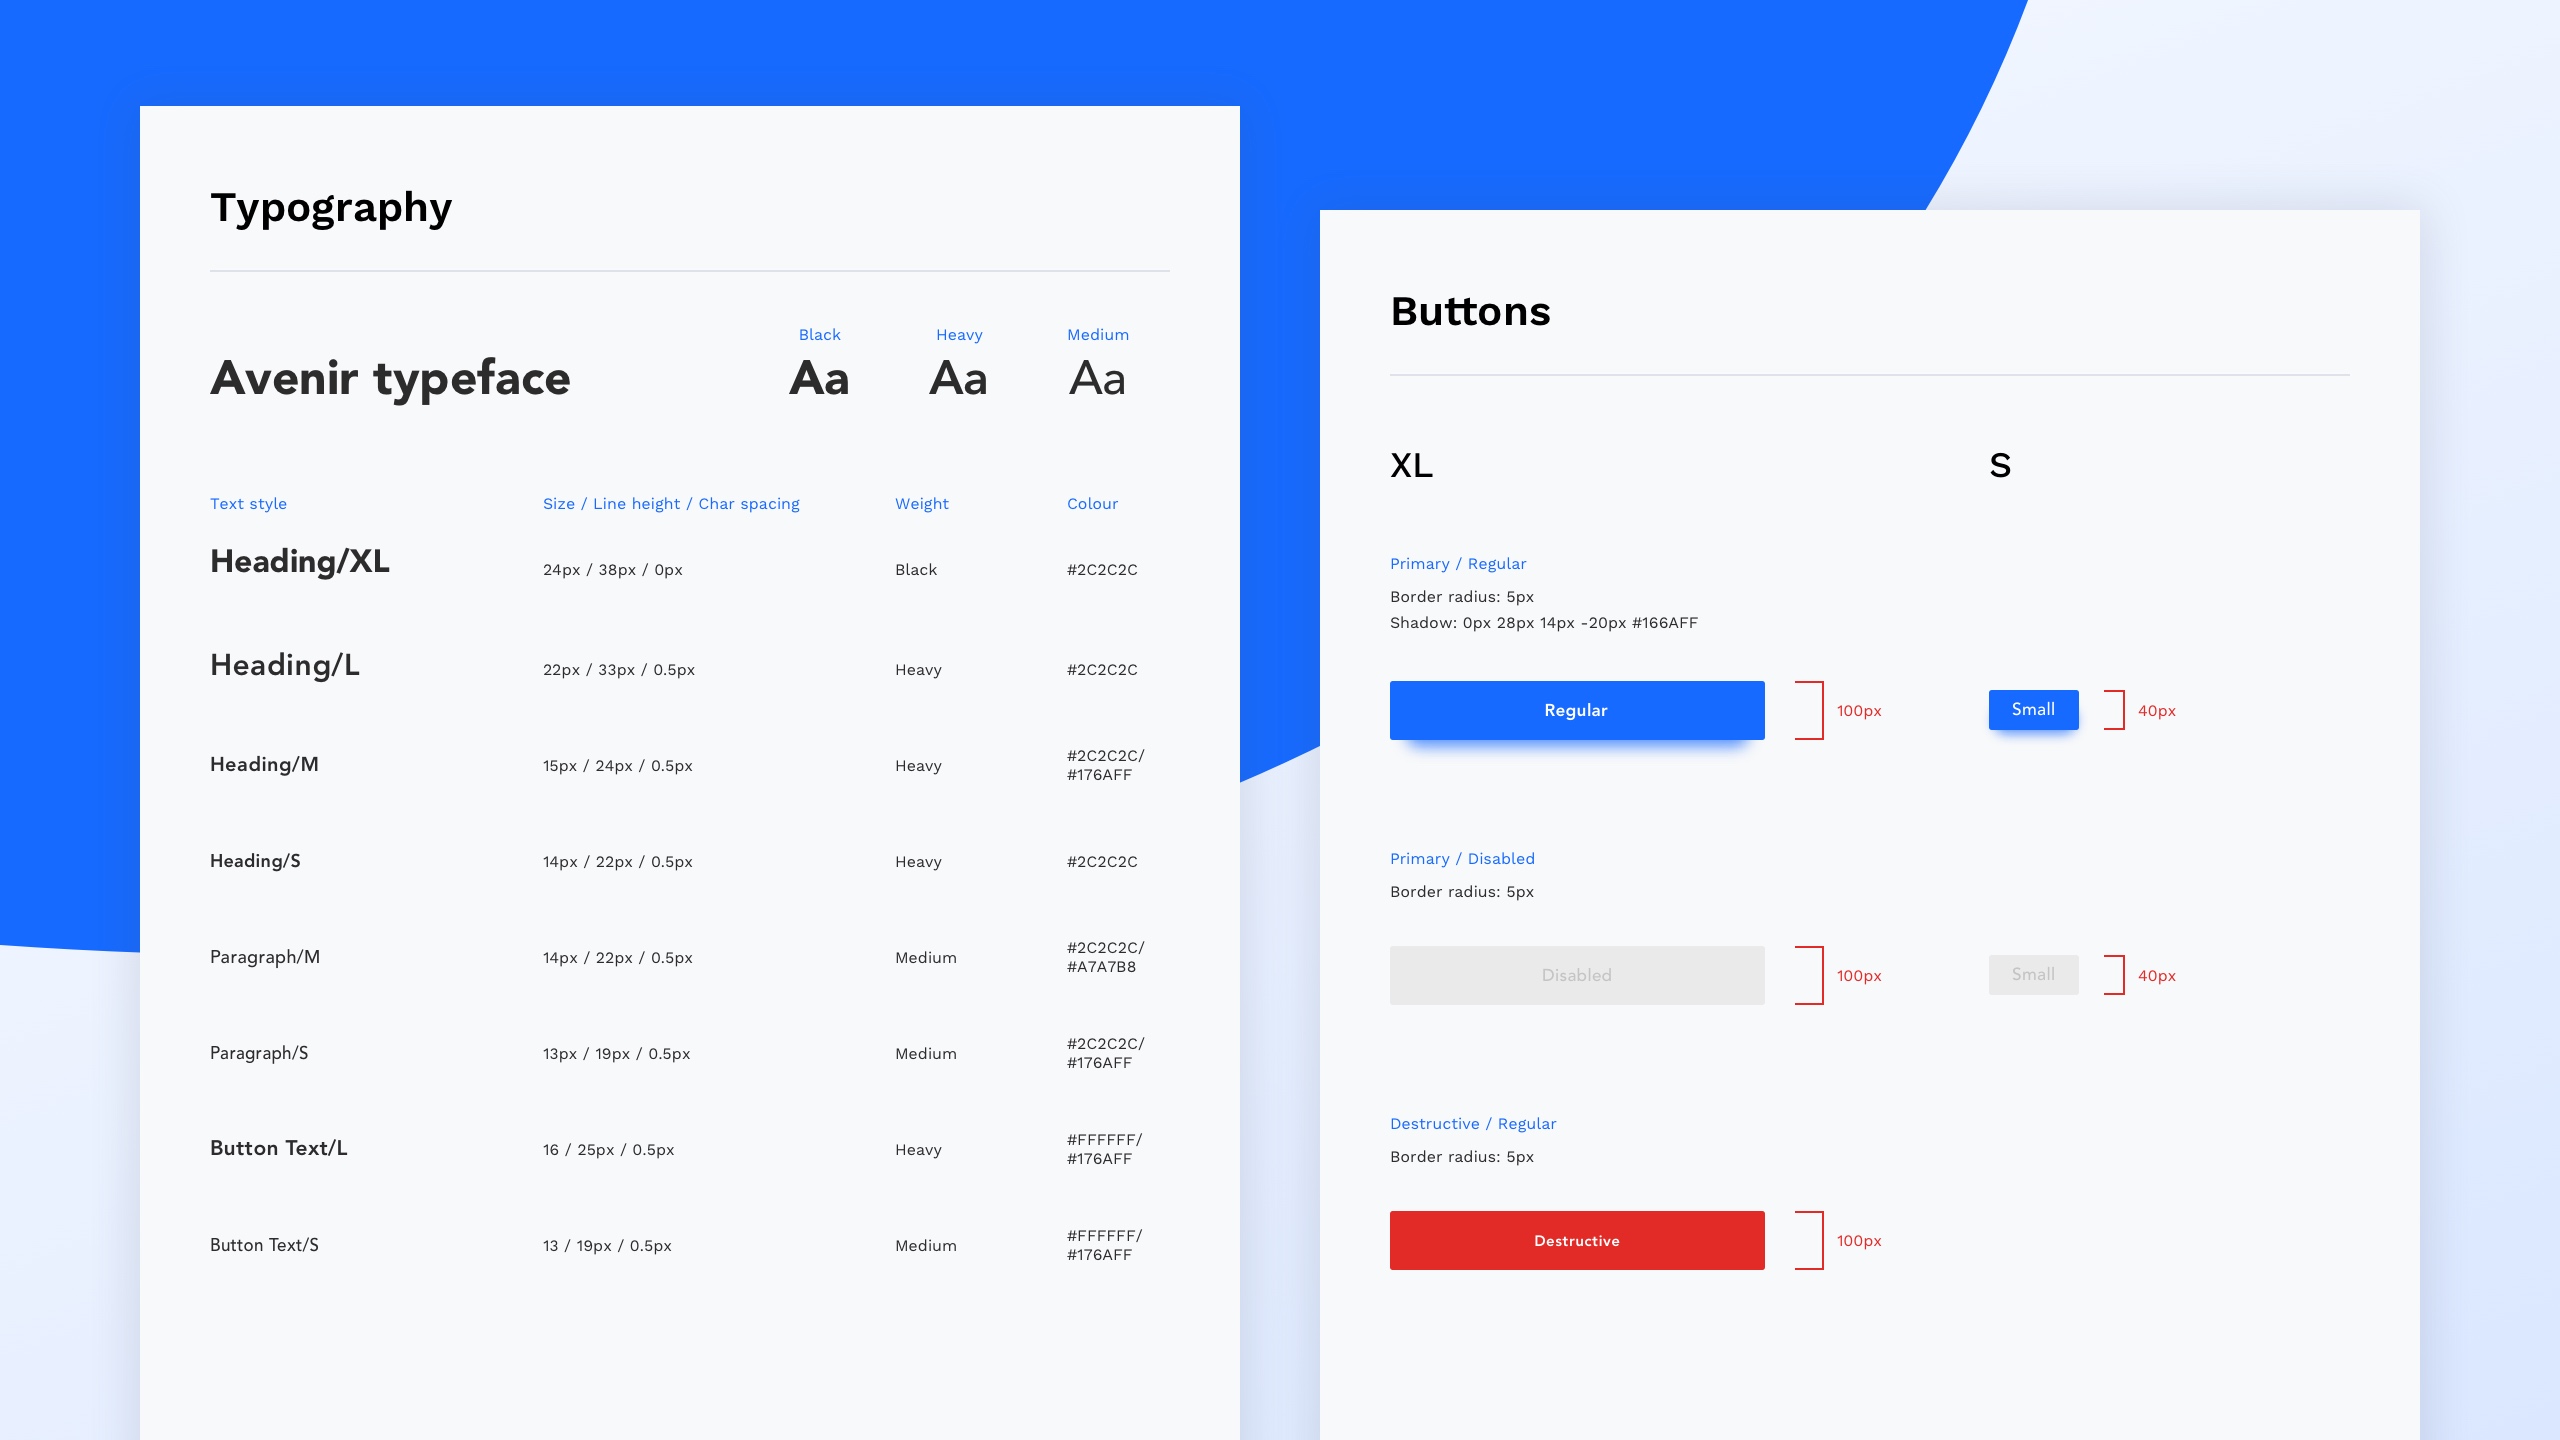 Typography
Black Heavy Medium
Avenir typeface Aa Aa Aa
Text style Size / Line height / Char spacing Weight Colour
Heading/XL 24px / 38px / 0px Black #2C2C2C
Heading/L 22px / 33px / 0.5px Heavy #2C2C2C
Heading/M 15px / 24px / 0.5px Heavy #2C2C2C/
#176AFF
Heading/S 14px / 22px / 0.5px Heavy #2C2C2C
Paragraph/M 14px / 22px / 0.5px Medium #2C2C2C/
#A7A7B8
Paragraph/S 13px / 19px / 0.5px Medium #2C2C2C/
#176AFF
Button Text/L 16 / 25px / 0.5px Heavy #FFFFFF/
#176AFF
Button Text/S 13 / 19px / 0.5px Medium #FFFFFF/
#176AFF
Buttons
XL S
Primary / Regular
Border radius: 5px
Shadow: 0px 28px 14px -20px #166AFF
Regular 100px Small 40px
Primary / Disabled
Border radius: 5px
Disabled 100px Small 40px
Destructive / Regular
Border radius: 5px
Destructive 100px